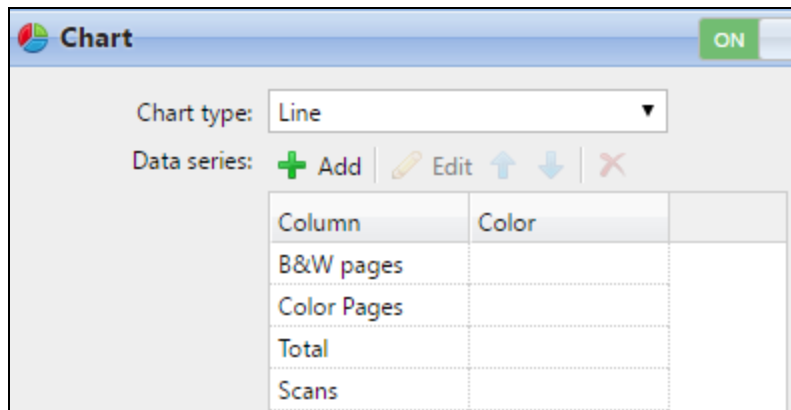 Chart
ON
Chart type: Line
Data series: Add Edit
Column Color
B&W pages
Color Pages
Total
Scans